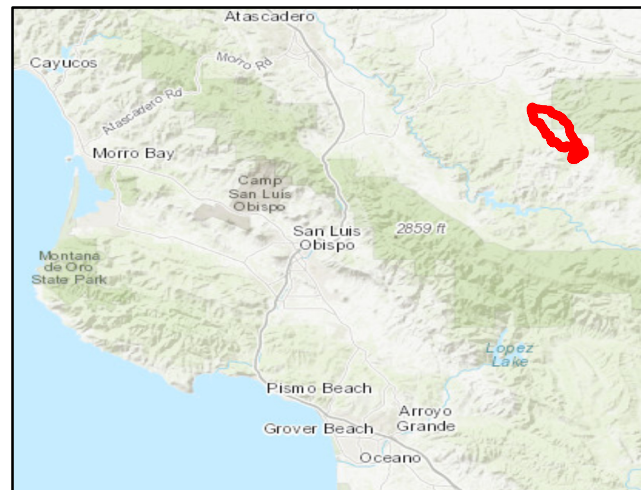 Atascadero
Cayucos
Morro Rd
Atascadero Rd
Morro Bay
Camp
San Luis
Obispo
San Luis
Obispo
2859 ft
Montana
de Oro
State Park
Lopez
Lake
Pismo Beach
Arroyo
Grande
Grover Beach
Oceano